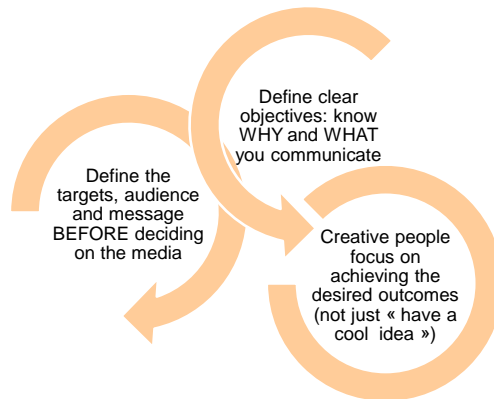 Define clear
objectives: know
WHY and WHAT
you communicate
Define the
targets, audience
and message
BEFORE deciding
on the media
Creative people
focus on
achieving the
desired outcomes
(not just « have a
cool idea »)